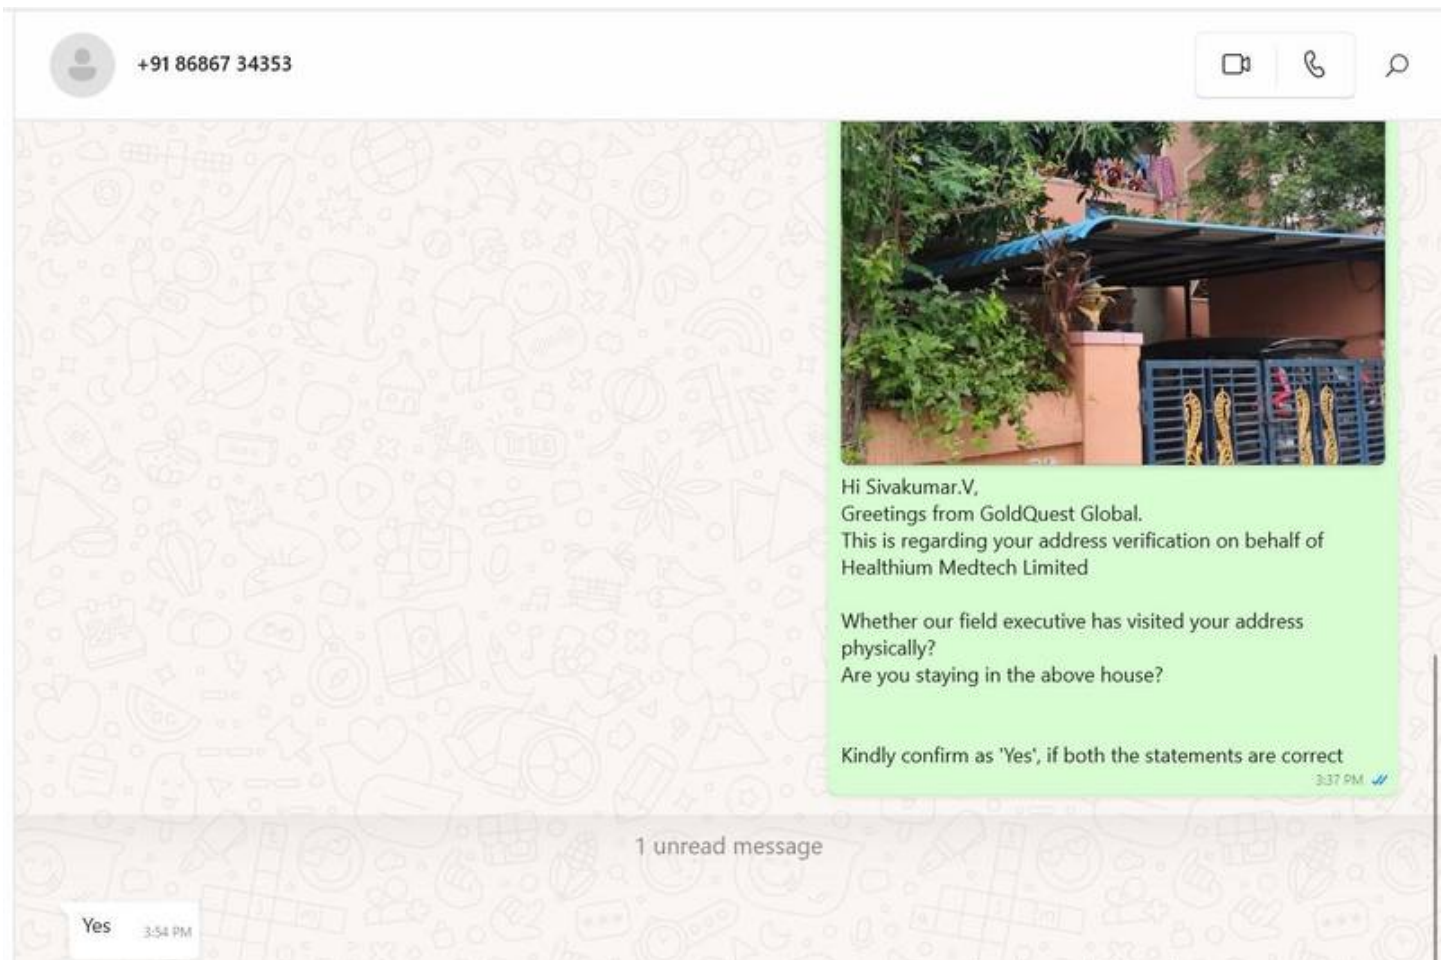 +91 86867 34353
Hi Sivakumar.V,
Greetings from GoldQuest Global.
This is regarding your address verification on behalf of
Healthium Medtech Limited
Whether our field executive has visited your address
physically?
Are you staying in the above house?
Kindly confirm as 'Yes', if both the statements are correct
3:37 PM
1 unread message
Yes
3:54 PM